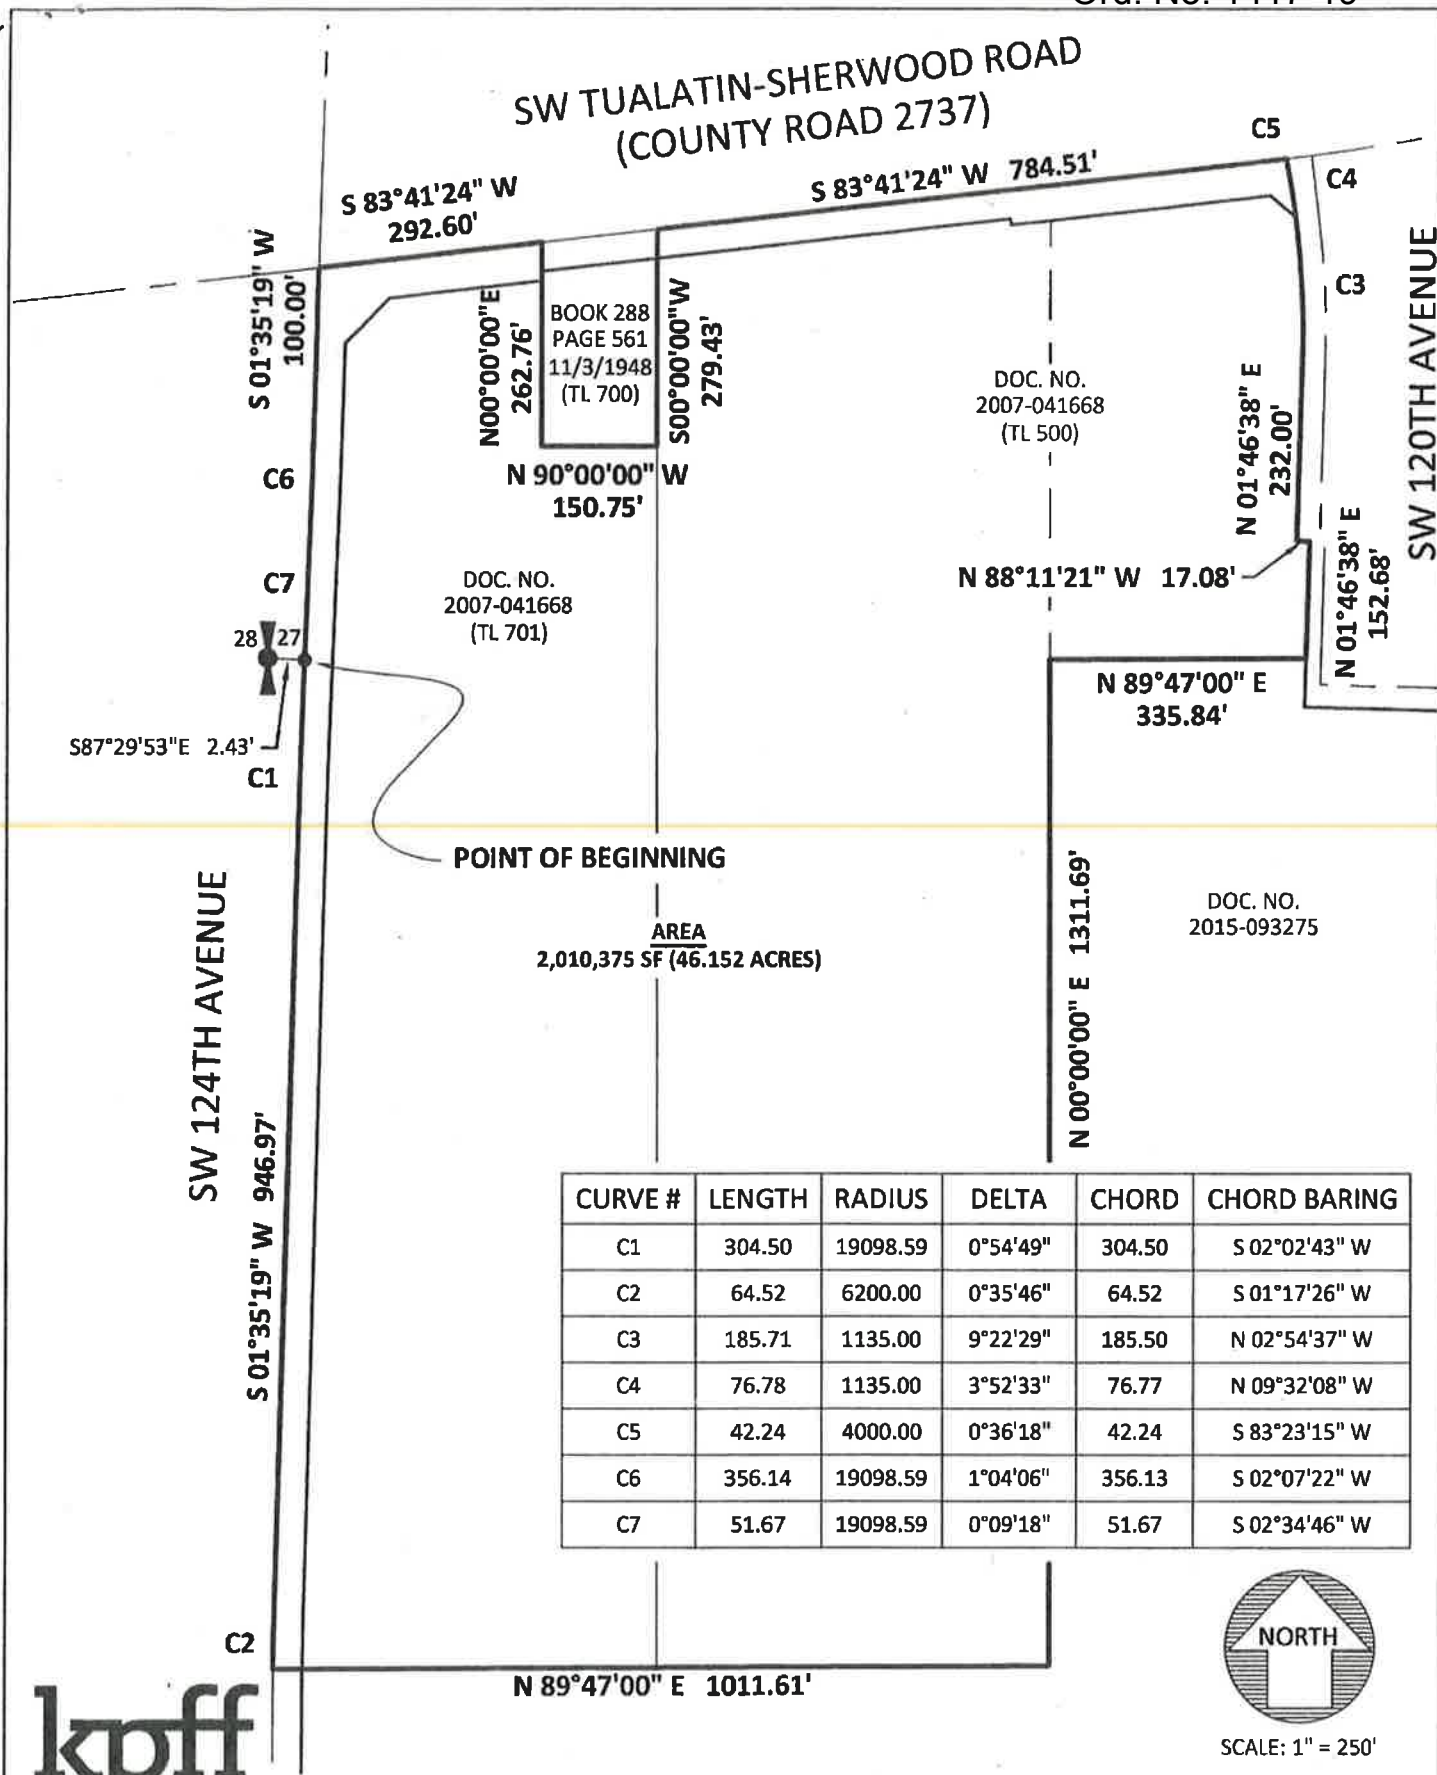 SW TUALATIN-SHERWOOD ROAD
(COUNTY ROAD 2737)
C5
S 83°41'24" W 784.51'
C4
S 83°41'24" W
292.60'
S 01°35'19" W
100.00'
SW 120TH AVENUE
C3
N00°00'00"E
262.76'
BOOK 288
PAGE 561
11/3/1948
(TL 700)
S00°00'00"W
279.43'
DOC. NO.
2007-041668
(TL 500)
N 01°46'38" E
232.00'
C6
N 90°00'00" W
150.75'
N 01°46'38" E
152.68'
C7
DOC. NO.
2007-041668
(TL 701)
N 88°11'21" W 17.08'
28 27
N 89°47'00" E
335.84'
S87°29'53"E 2.43'
C1
POINT OF BEGINNING
SW 124TH AVENUE
N 00°00'00" E 1311.69'
DOC. NO.
2015-093275
AREA
2,010,375 SF (46.152 ACRES)
S 01°35'19" W 946.97'
CURVE # LENGTH RADIUS DELTA CHORD CHORD BARING
C1 304.50 19098.59 0°54'49" 304.50 S 02°02'43" W
C2 64.52 6200.00 0°35'46" 64.52 S 01°17'26" W
C3 185.71 1135.00 9°22'29" 185.50 N 02°54'37" W
C4 76.78 1135.00 3°52'33" 76.77 N 09°32'08" W
C5 42.24 4000.00 0°36'18" 42.24 S 83°23'15" W
C6 356.14 19098.59 1°04'06" 356.13 S 02°07'22" W
C7 51.67 19098.59 0°09'18" 51.67 S 02°34'46" W
C2
N 89°47'00" E 1011.61'
NORTH
SCALE: 1" = 250'
kpff